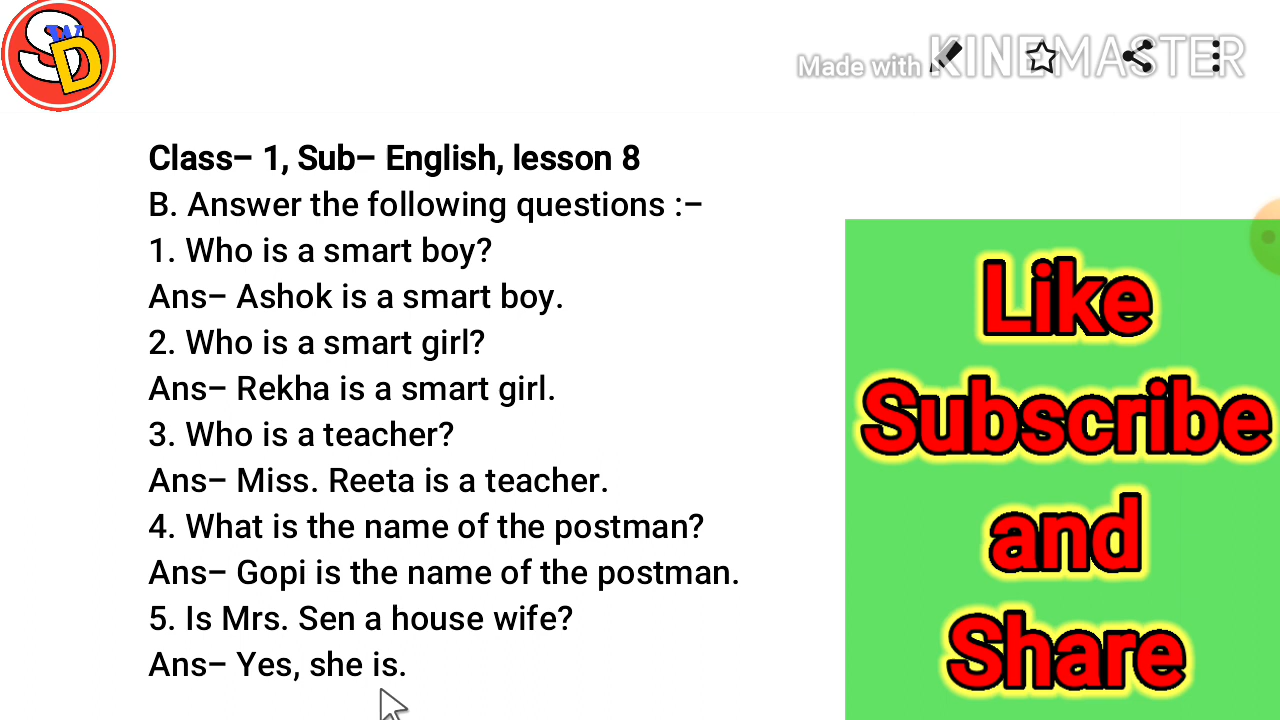 SWD
Made with KINEMASTER
Class– 1, Sub– English, lesson 8
B. Answer the following questions :–
1. Who is a smart boy?
Ans– Ashok is a smart boy.
2. Who is a smart girl?
Ans– Rekha is a smart girl.
3. Who is a teacher?
Ans– Miss. Reeta is a teacher.
4. What is the name of the postman?
Ans– Gopi is the name of the postman.
5. Is Mrs. Sen a house wife?
Ans– Yes, she is.
Like
Subscribe
and
Share